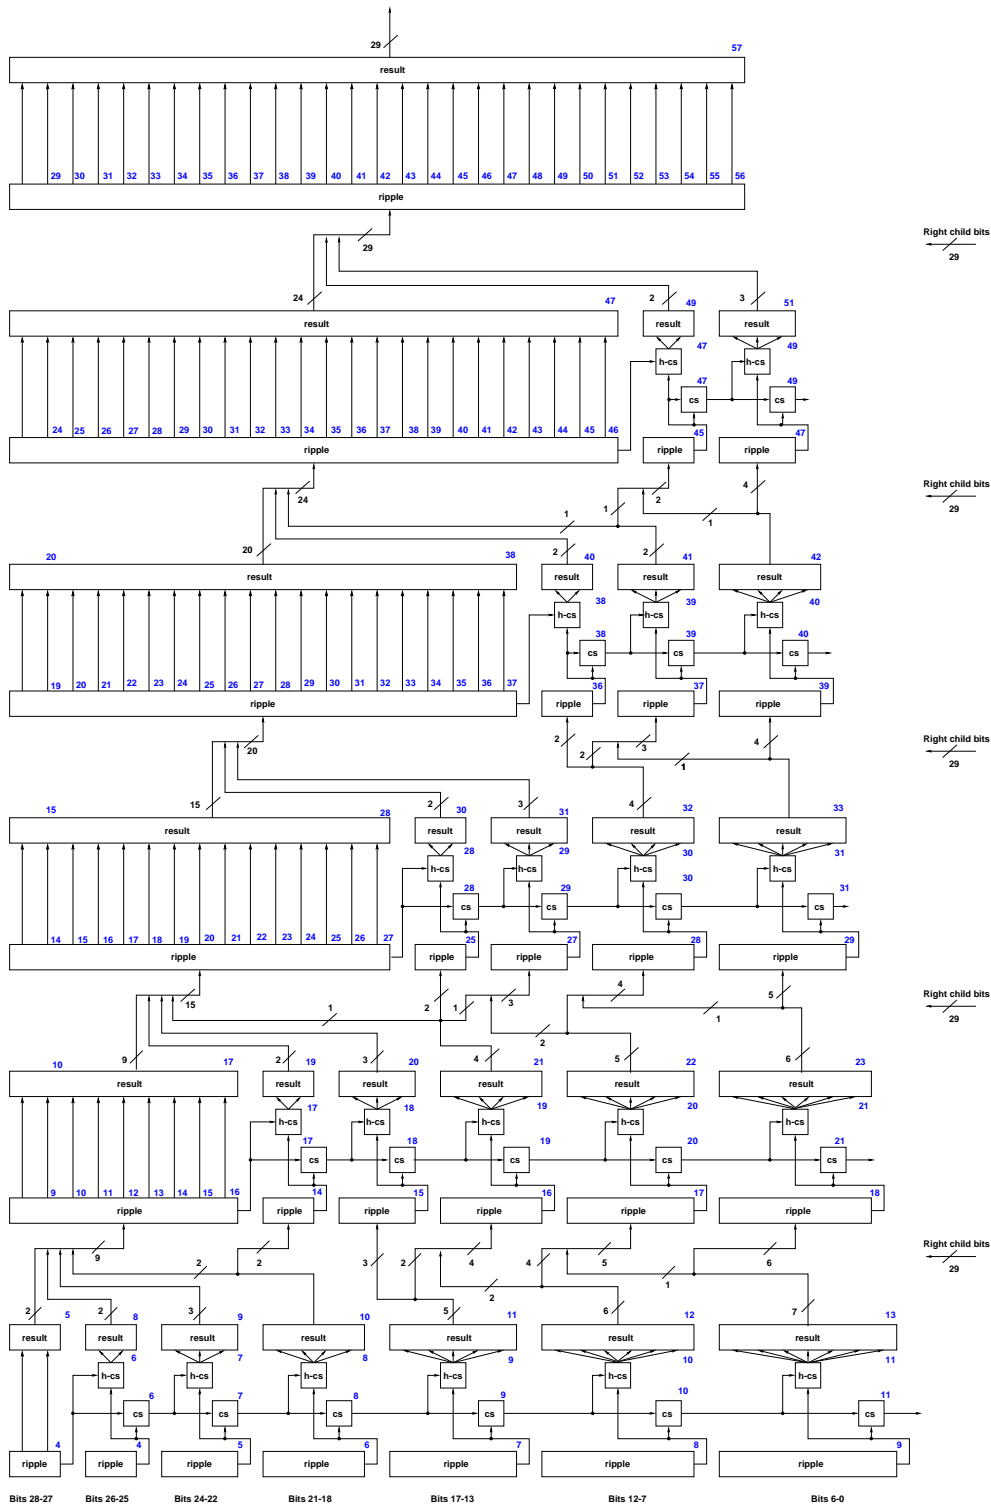 29 57
result
29 30 31 32 33 34 35 36 37 38 39 40 41 42 43 44 45 46 47 48 49 50 51 52 53 54 55 56
ripple
Right child bits
29 29
24 47 2 49 3 51
result result result
47 49
h-cs h-cs
47 49
cs cs
24 25 26 27 28 29 30 31 32 33 34 35 36 37 38 39 40 41 42 43 44 45 46 45 47
ripple ripple ripple
Right child bits
24 2 4 29
1 1 1
20 20 38 2 40 2 41 42
result result result result
38 39 40
h-cs h-cs h-cs
38 39 40
cs cs cs
19 20 21 22 23 24 25 26 27 28 29 30 31 32 33 34 35 36 37 36 37 39
ripple ripple ripple ripple
Right child bits
20 2 2 3 4 29
1
15 15 28 2 30 3 31 4 32 33
result result result result result
28 29 30 31
h-cs h-cs h-cs h-cs
28 29 30 31
cs cs cs cs
14 15 16 17 18 19 20 21 22 23 24 25 26 27 25 27 28 29
ripple ripple ripple ripple ripple
Right child bits
15 1 2 1 3 4 5 29
2 1
10 9 17 2 19 3 20 4 21 5 22 6 23
result result result result result result
17 18 19 20 21
h-cs h-cs h-cs h-cs h-cs
17 18 19 20 21
cs cs cs cs cs
9 10 11 12 13 14 15 16 14 15 16 17 18
ripple ripple ripple ripple ripple ripple
Right child bits
9 2 2 3 2 4 4 5 6 29
2 1
2 5 2 8 3 9 10 5 11 6 12 7 13
result result result result result result result
6 7 8 9 10 11
h-cs h-cs h-cs h-cs h-cs h-cs
6 7 8 9 10 11
cs cs cs cs cs cs
4 4 5 6 7 8 9
ripple ripple ripple ripple ripple ripple ripple
Bits 28-27 Bits 26-25 Bits 24-22 Bits 21-18 Bits 17-13 Bits 12-7 Bits 6-0